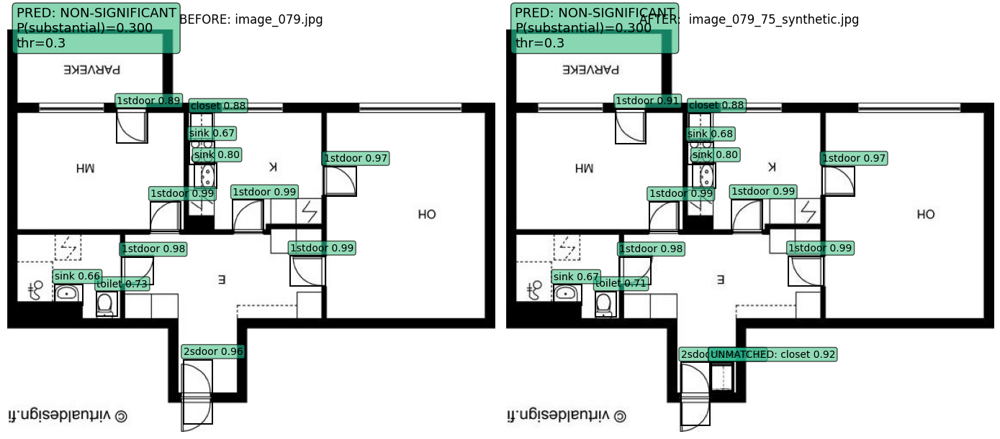 PRED: NON-SIGNIFICANT
P(substantial)=0.300
thr=0.3
BEFORE: image_079.jpg
PARVEKE
1stdoor 0.89
closet 0.88
sink 0.67
sink 0.80
1stdoor 0.97
MH
K
1stdoor 0.99
1stdoor 0.99
OH
1stdoor 0.98
1stdoor 0.99
sink 0.66
toilet 0.73
E
2sdoor 0.96
© virtualdesign.fi
PRED: NON-SIGNIFICANT
P(substantial)=0.300
thr=0.3
AFTER: image_079_75_synthetic.jpg
PARVEKE
1stdoor 0.91
closet 0.88
sink 0.68
sink 0.80
1stdoor 0.97
MH
K
1stdoor 0.99
1stdoor 0.99
OH
1stdoor 0.98
1stdoor 0.99
sink 0.67
toilet 0.71
E
UNMATCHED: closet 0.92
© virtualdesign.fi